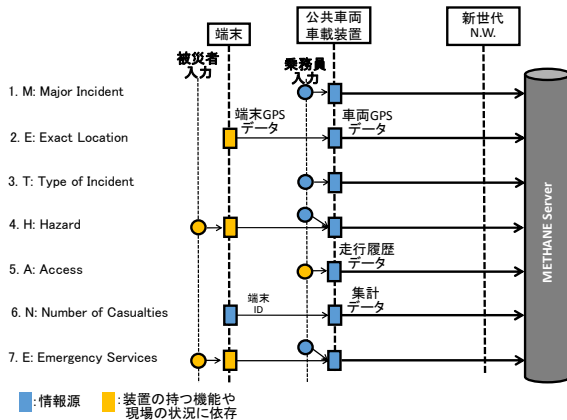 端末
公共車両
車載装置
新世代
N.W.
被災者
入力
乗務員
入力
1. M: Major Incident
端末GPS
データ
車両GPS
データ
2. E: Exact Location
3. T: Type of Incident
4. H: Hazard
走行履歴
データ
5. A: Access
端末
ID
集計
データ
6. N: Number of Casualties
7. E: Emergency Services
METHANE Server
:情報源
:装置の持つ機能や
現場の状況に依存